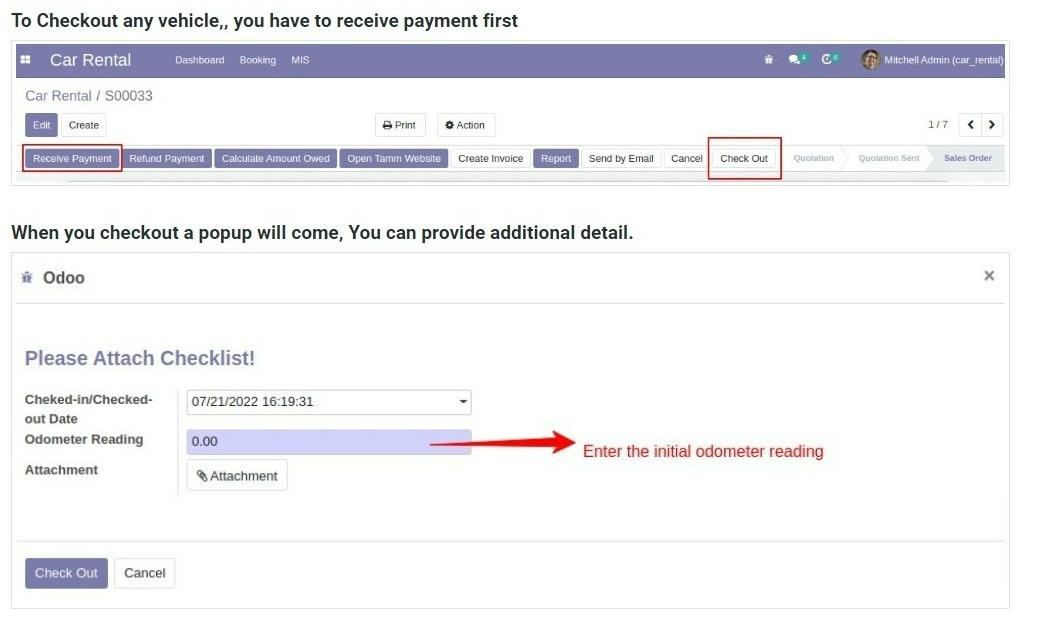 To Checkout any vehicle,, you have to receive payment first
Car Rental Dashboard Booking MIS 4 6 Mitchell Admin (car_rental)
Car Rental / S00033
Edit Create Print Action 1 / 7
Receive Payment Refund Payment Calculate Amount Owed Open Tamm Website Create Invoice Report Send by Email Cancel Check Out Quotation Quotation Sent Sales Order
When you checkout a popup will come, You can provide additional detail.
Odoo ×
Please Attach Checklist!
Cheked-in/Checked-
out Date
07/21/2022 16:19:31
Odometer Reading 0.00
Enter the initial odometer reading
Attachment Attachment
Check Out Cancel